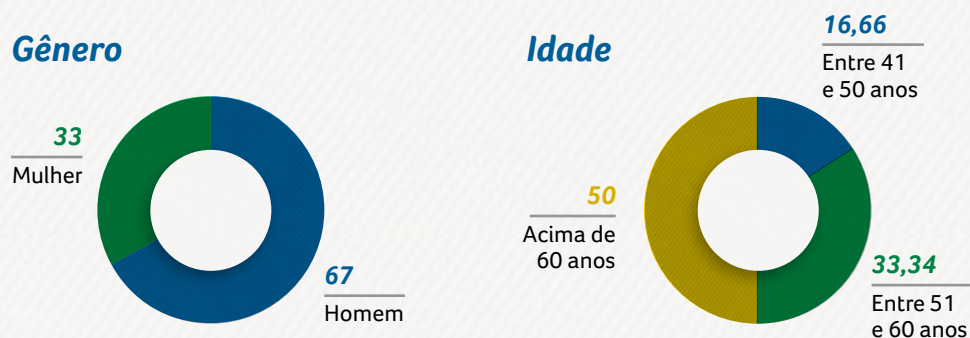 Gênero
33
Mulher
67
Homem
Idade
16,66
Entre 41
e 50 anos
50
Acima de
60 anos
33,34
Entre 51
e 60 anos